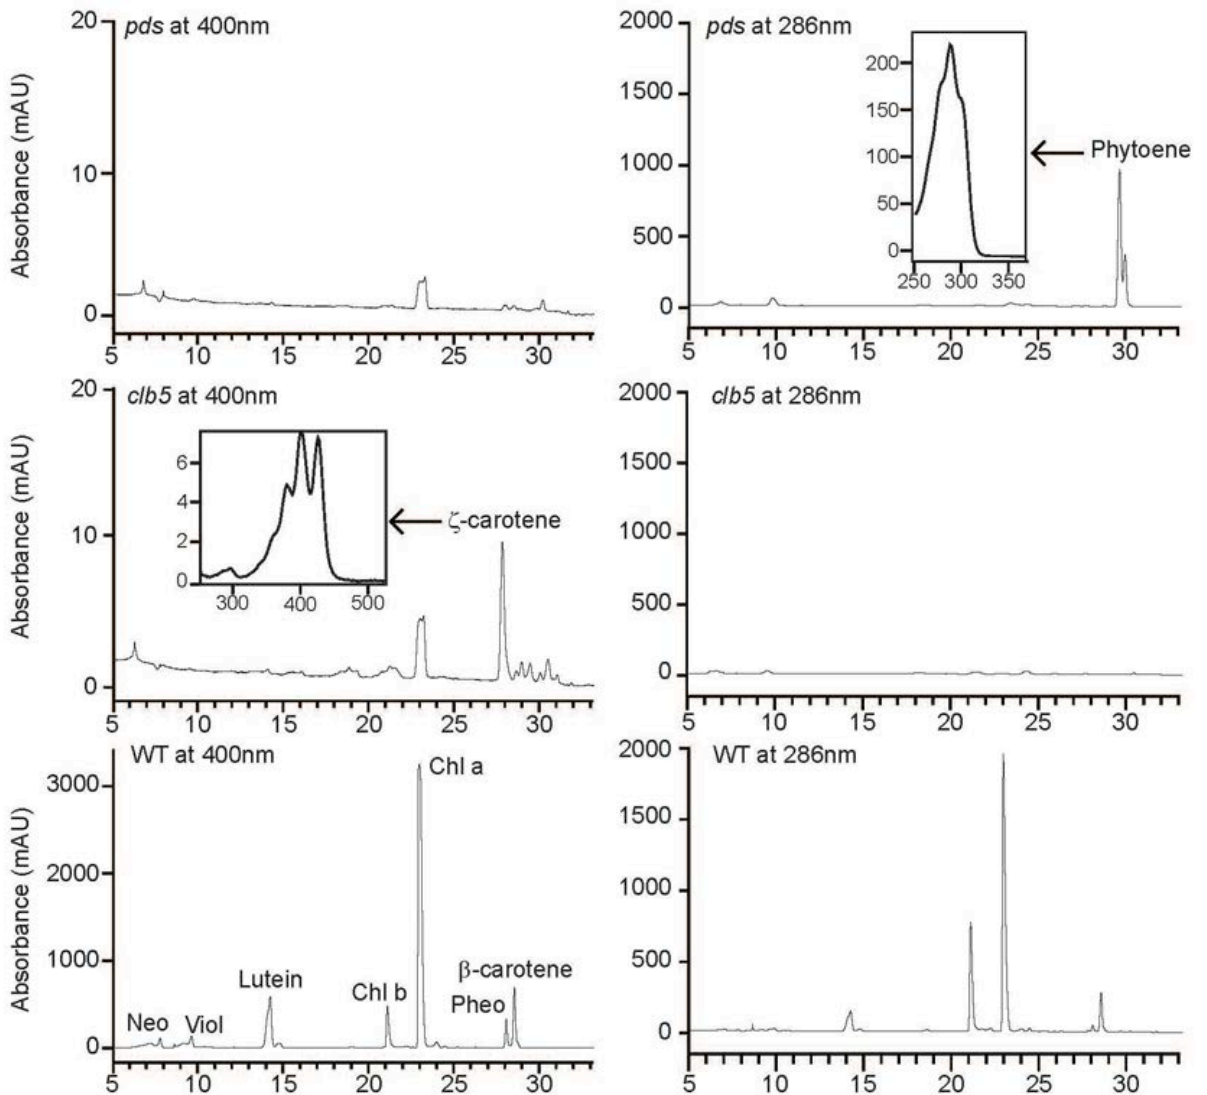 pds at 400nm
Absorbance (mAU)
20
10
0
5 10 15 20 25 30
pds at 286nm
2000
1500
1000
500
0
200
150
100
50
0
250 300 350
Phytoene
5 10 15 20 25 30
clb5 at 400nm
Absorbance (mAU)
20
10
0
6
4
2
0
300 400 500
ζ-carotene
5 10 15 20 25 30
clb5 at 286nm
2000
1500
1000
500
0
5 10 15 20 25 30
WT at 400nm
Absorbance (mAU)
3000
2000
1000
0
Chl a
β-carotene
Lutein
Chl b
Pheo
Neo
Viol
5 10 15 20 25 30
WT at 286nm
2000
1500
1000
500
0
5 10 15 20 25 30